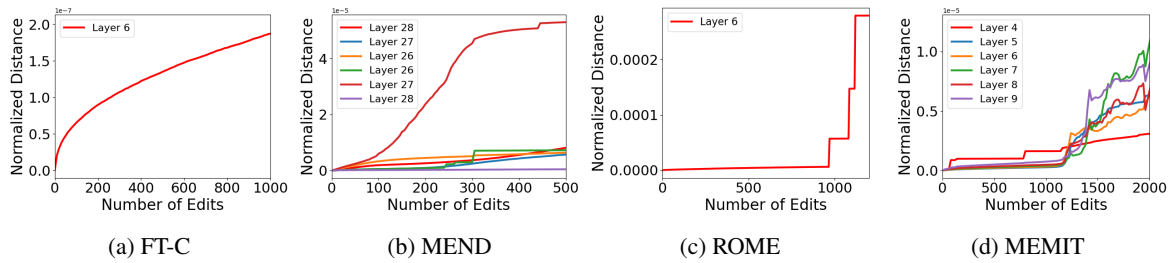 1e−7
Normalized Distance
2.0
1.4
0.7
0.0
Layer 6
0 200 400 600 800 1000
Number of Edits
(a) FT-C
1e−5
Normalized Distance
4
2
0
Layer 28
Layer 27
Layer 26
Layer 26
Layer 27
Layer 28
0 100 200 300 400 500
Number of Edits
(b) MEND
Normalized Distance
0.0002
0.0001
0.0000
Layer 6
0 500 1000
Number of Edits
(c) ROME
1e−5
Normalized Distance
1.0
0.5
0.0
Layer 4
Layer 5
Layer 6
Layer 7
Layer 8
Layer 9
0 500 1000 1500 2000
Number of Edits
(d) MEMIT